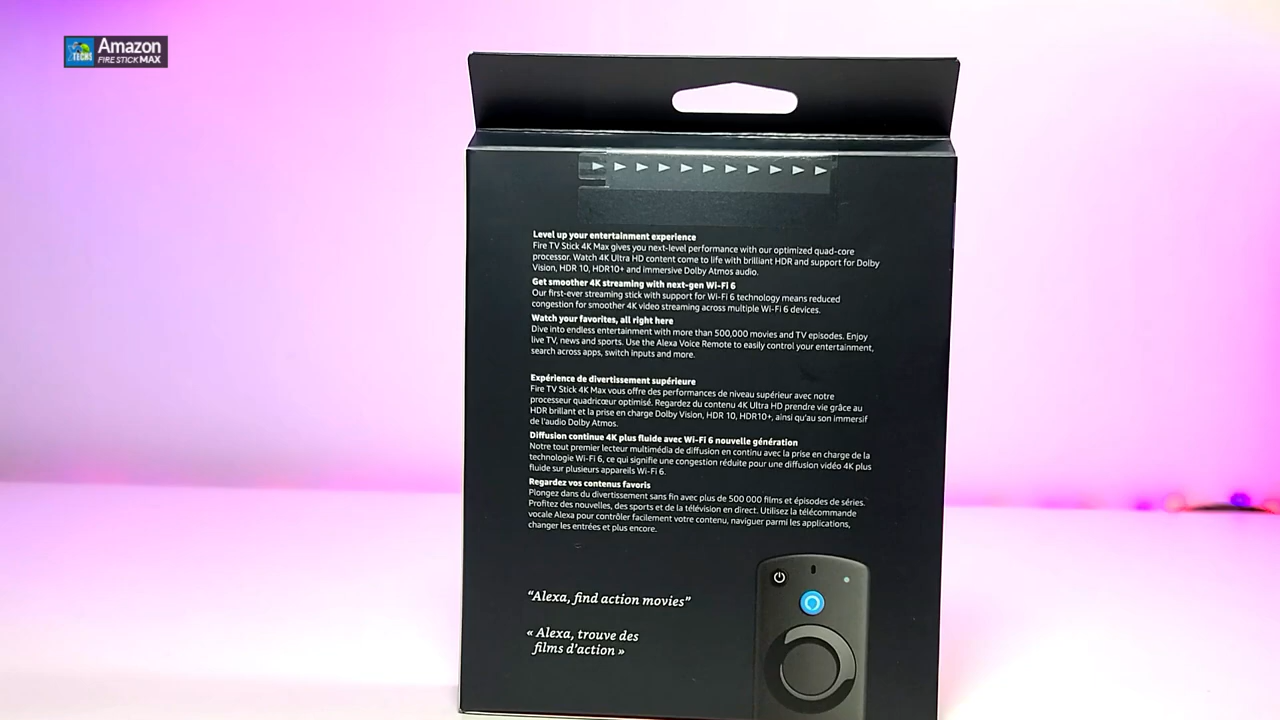 TECHS
Amazon
FIRE STICK MAX
Level up your entertainment experience
Fire TV Stick 4K Max gives you next-level performance with our optimized quad-core
processor. Watch 4K Ultra HD content come to life with brilliant HDR and support for Dolby
Vision, HDR 10, HDR10+ and immersive Dolby Atmos audio.
Get smoother 4K streaming with next-gen Wi-Fi 6
Our first-ever streaming stick with support for Wi-Fi 6 technology means reduced
congestion for smoother 4K video streaming across multiple Wi-Fi 6 devices.
Watch your favorites, all right here
Dive into endless entertainment with more than 500,000 movies and TV episodes. Enjoy
live TV, news and sports. Use the Alexa Voice Remote to easily control your entertainment,
search across apps, switch inputs and more.
Expérience de divertissement supérieure
Fire TV Stick 4K Max vous offre des performances de niveau supérieur avec notre
processeur quadricœur optimisé. Regardez du contenu 4K Ultra HD prendre vie grâce au
HDR brillant et la prise en charge Dolby Vision, HDR 10, HDR10+, ainsi qu'au son immersif
de l'audio Dolby Atmos.
Diffusion continue 4K plus fluide avec Wi-Fi 6 nouvelle génération
Notre tout premier lecteur multimédia de diffusion en continu avec la prise en charge de la
technologie Wi-Fi 6, ce qui signifie une congestion réduite pour une diffusion vidéo 4K plus
fluide sur plusieurs appareils Wi-Fi 6.
Regardez vos contenus favoris
Plongez dans du divertissement sans fin avec plus de 500 000 films et épisodes de séries.
Profitez des nouvelles, des sports et de la télévision en direct. Utilisez la télécommande
vocale Alexa pour contrôler facilement votre contenu, naviguer parmi les applications,
changer les entrées et plus encore.
“Alexa, find action movies”
« Alexa, trouve des
films d'action »